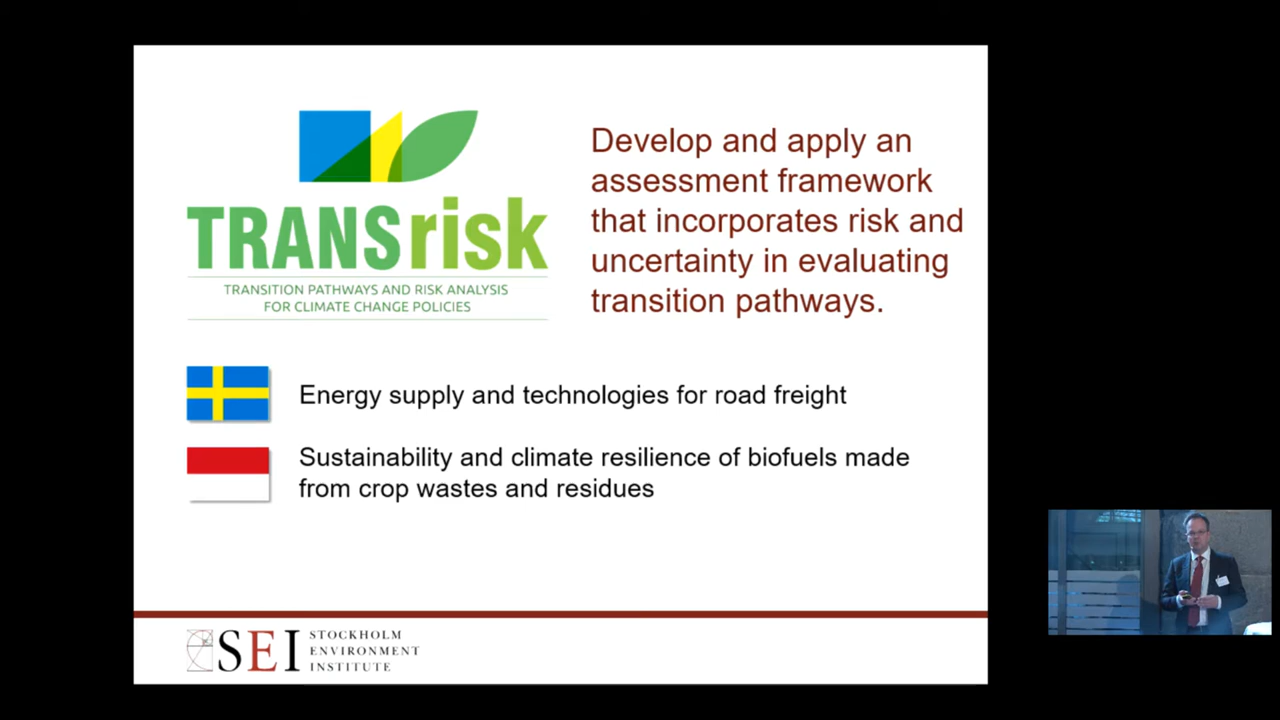 TRANSrisk
TRANSITION PATHWAYS AND RISK ANALYSIS
FOR CLIMATE CHANGE POLICIES
Develop and apply an
assessment framework
that incorporates risk and
uncertainty in evaluating
transition pathways.
Energy supply and technologies for road freight
Sustainability and climate resilience of biofuels made
from crop wastes and residues
SEI
STOCKHOLM
ENVIRONMENT
INSTITUTE